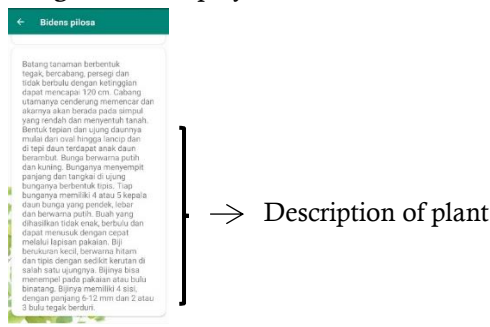 ← Bidens pilosa
Batang tanaman berbentuk
tegak, bercabang, persegi dan
tidak berbulu dengan ketinggian
dapat mencapai 120 cm. Cabang
utamanya cenderung memencar dan
akarnya akan berada pada simpul
yang rendah dan menyentuh tanah.
Bentuk tepian dan ujung daunnya
mulai dari oval hingga lancip dan
di tepi daun terdapat anak daun
berambut. Bunga berwarna putih
dan kuning. Bunganya menyempit
panjang dan tangkai di ujung
bunganya berbentuk tipis. Tiap
bunganya memiliki 4 atau 5 kepala
daun bunga yang pendek, lebar
dan berwarna putih. Buah yang
dihasilkan tidak enak, berbulu dan
dapat menusuk dengan cepat
melalui lapisan pakaian. Biji
berukuran kecil, berwarna hitam
dan tipis dengan sedikit kerutan di
salah satu ujungnya. Bijinya bisa
menempel pada pakaian atau bulu
binatang. Bijinya memiliki 4 sisi,
dengan panjang 6-12 mm dan 2 atau
3 bulu tegak berduri.
→ Description of plant